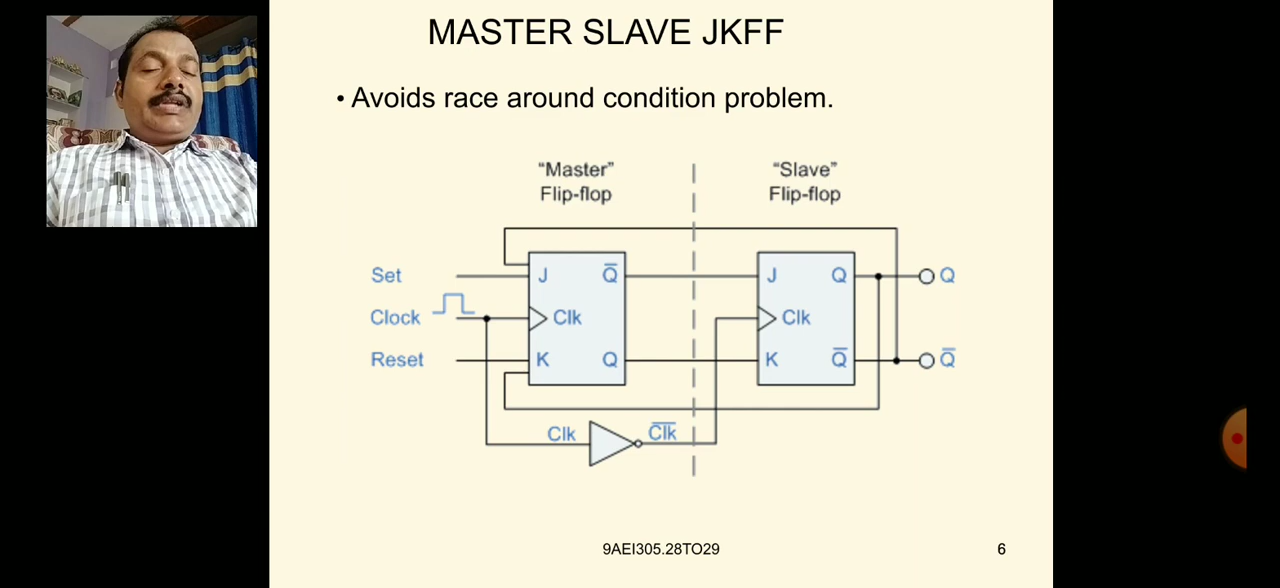 MASTER SLAVE JKFF
• Avoids race around condition problem.
“Master”
Flip-flop
“Slave”
Flip-flop
Set
J
Q̅
J
Q
Q
Clock
Clk
Clk
Reset
K
Q
K
Q̅
Q̅
Clk
C̅l̅k̅
9AEI305.28TO29
6